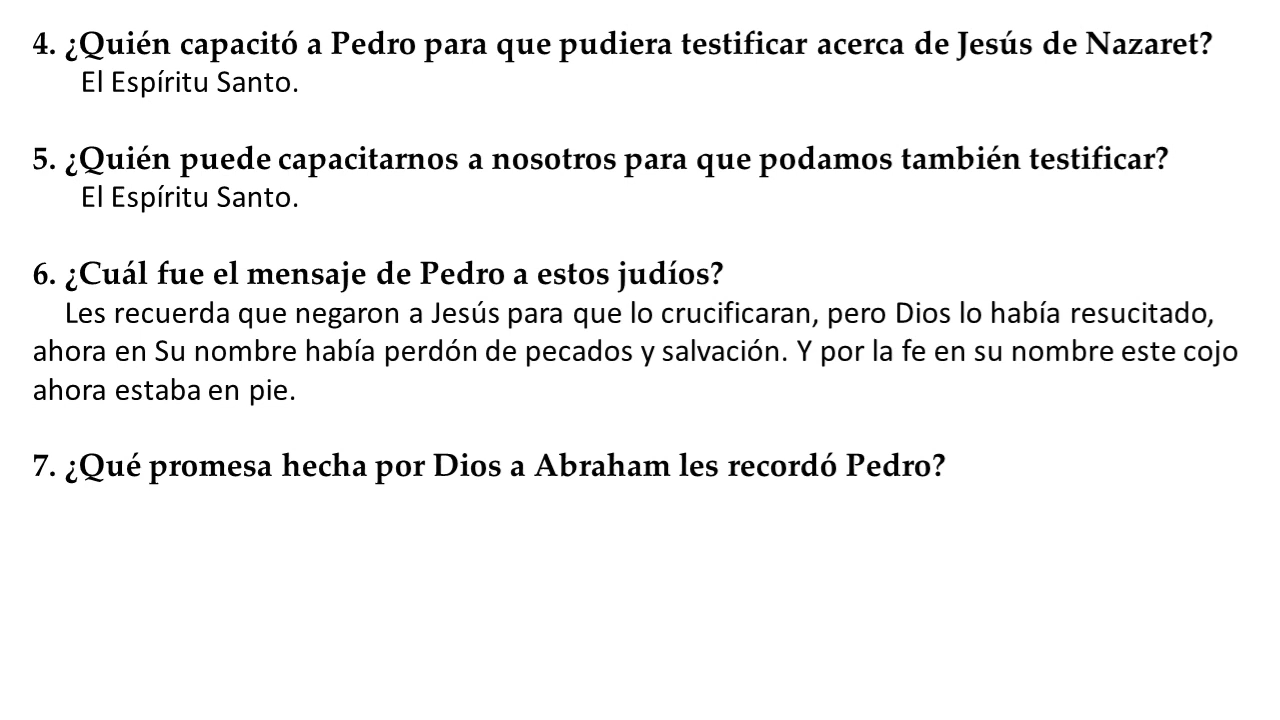 4. ¿Quién capacitó a Pedro para que pudiera testificar acerca de Jesús de Nazaret?
El Espíritu Santo.
5. ¿Quién puede capacitarnos a nosotros para que podamos también testificar?
El Espíritu Santo.
6. ¿Cuál fue el mensaje de Pedro a estos judíos?
Les recuerda que negaron a Jesús para que lo crucificaran, pero Dios lo había resucitado,
ahora en Su nombre había perdón de pecados y salvación. Y por la fe en su nombre este cojo
ahora estaba en pie.
7. ¿Qué promesa hecha por Dios a Abraham les recordó Pedro?